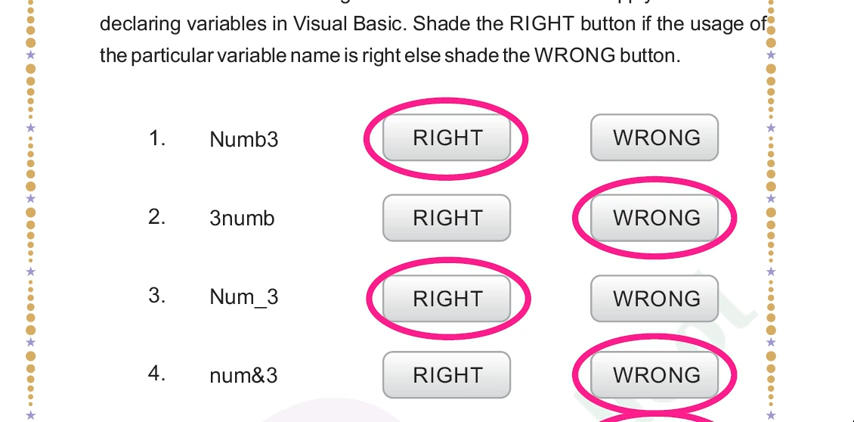 declaring variables in Visual Basic. Shade the RIGHT button if the usage of
the particular variable name is right else shade the WRONG button.
1. Numb3 RIGHT WRONG
2. 3numb RIGHT WRONG
3. Num_3 RIGHT WRONG
4. num&3 RIGHT WRONG